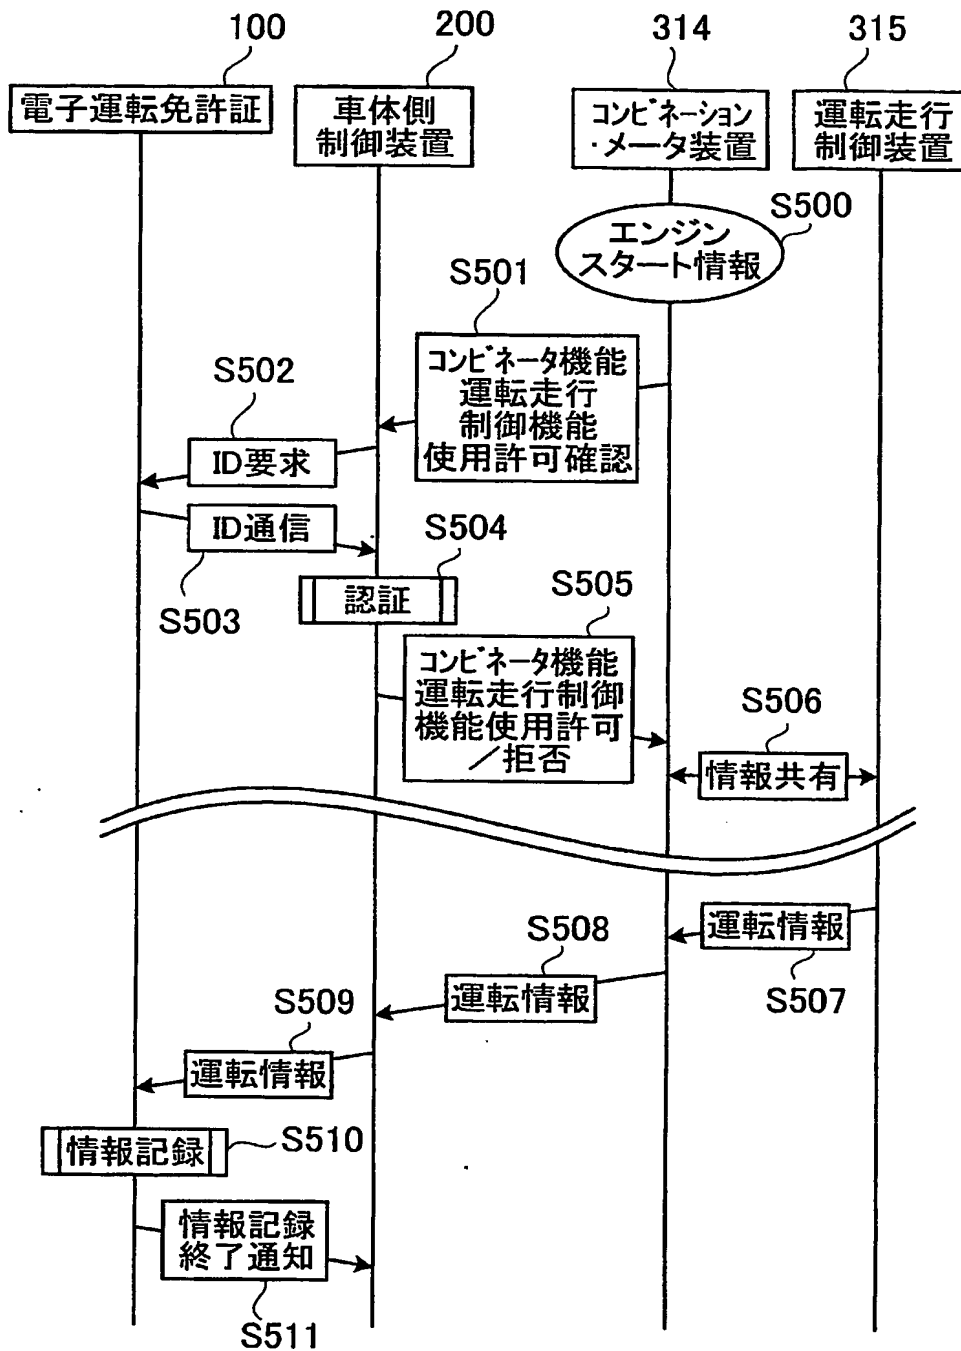 100
200
314
315
電子運転免許証
車体側
制御装置
コンビネーション
・メータ装置
運転走行
制御装置
S500
エンジン
スタート情報
S501
コンビネータ機能
運転走行
制御機能
使用許可確認
S502
ID要求
ID通信
S503
S504
認証
S505
コンビネータ機能
運転走行制御
機能使用許可
／拒否
S506
情報共有
運転情報
S507
S508
運転情報
S509
運転情報
情報記録
S510
情報記録
終了通知
S511